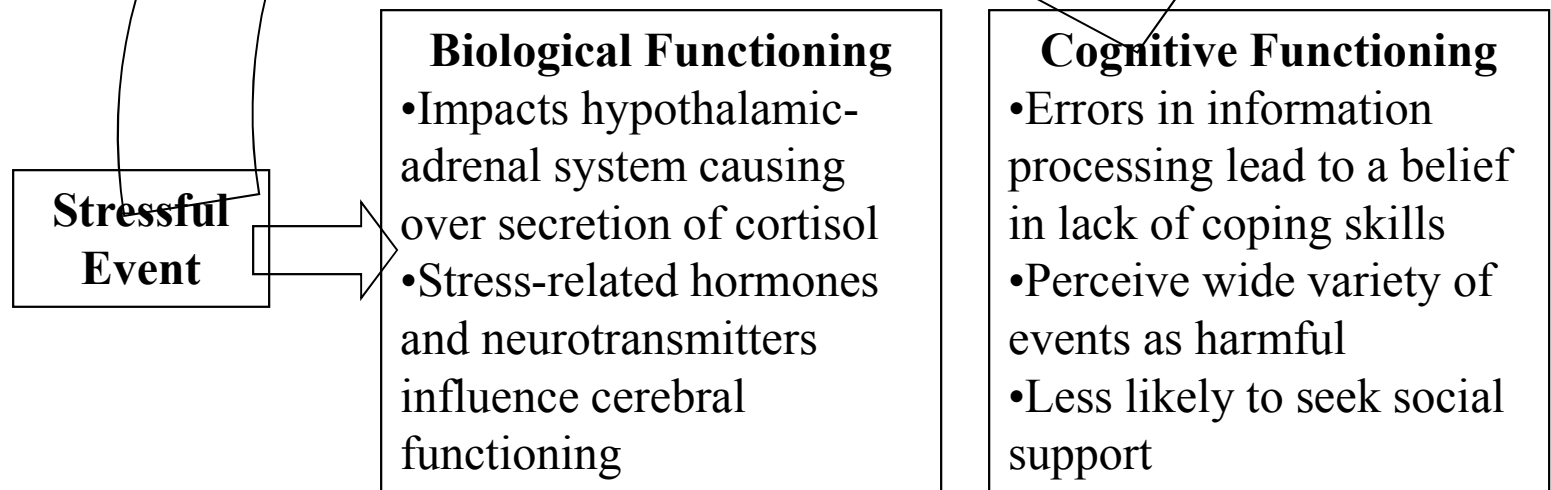 Stressful
Event
Biological Functioning
•Impacts hypothalamic-
adrenal system causing
over secretion of cortisol
•Stress-related hormones
and neurotransmitters
influence cerebral
functioning
Cognitive Functioning
•Errors in information
processing lead to a belief
in lack of coping skills
•Perceive wide variety of
events as harmful
•Less likely to seek social
support